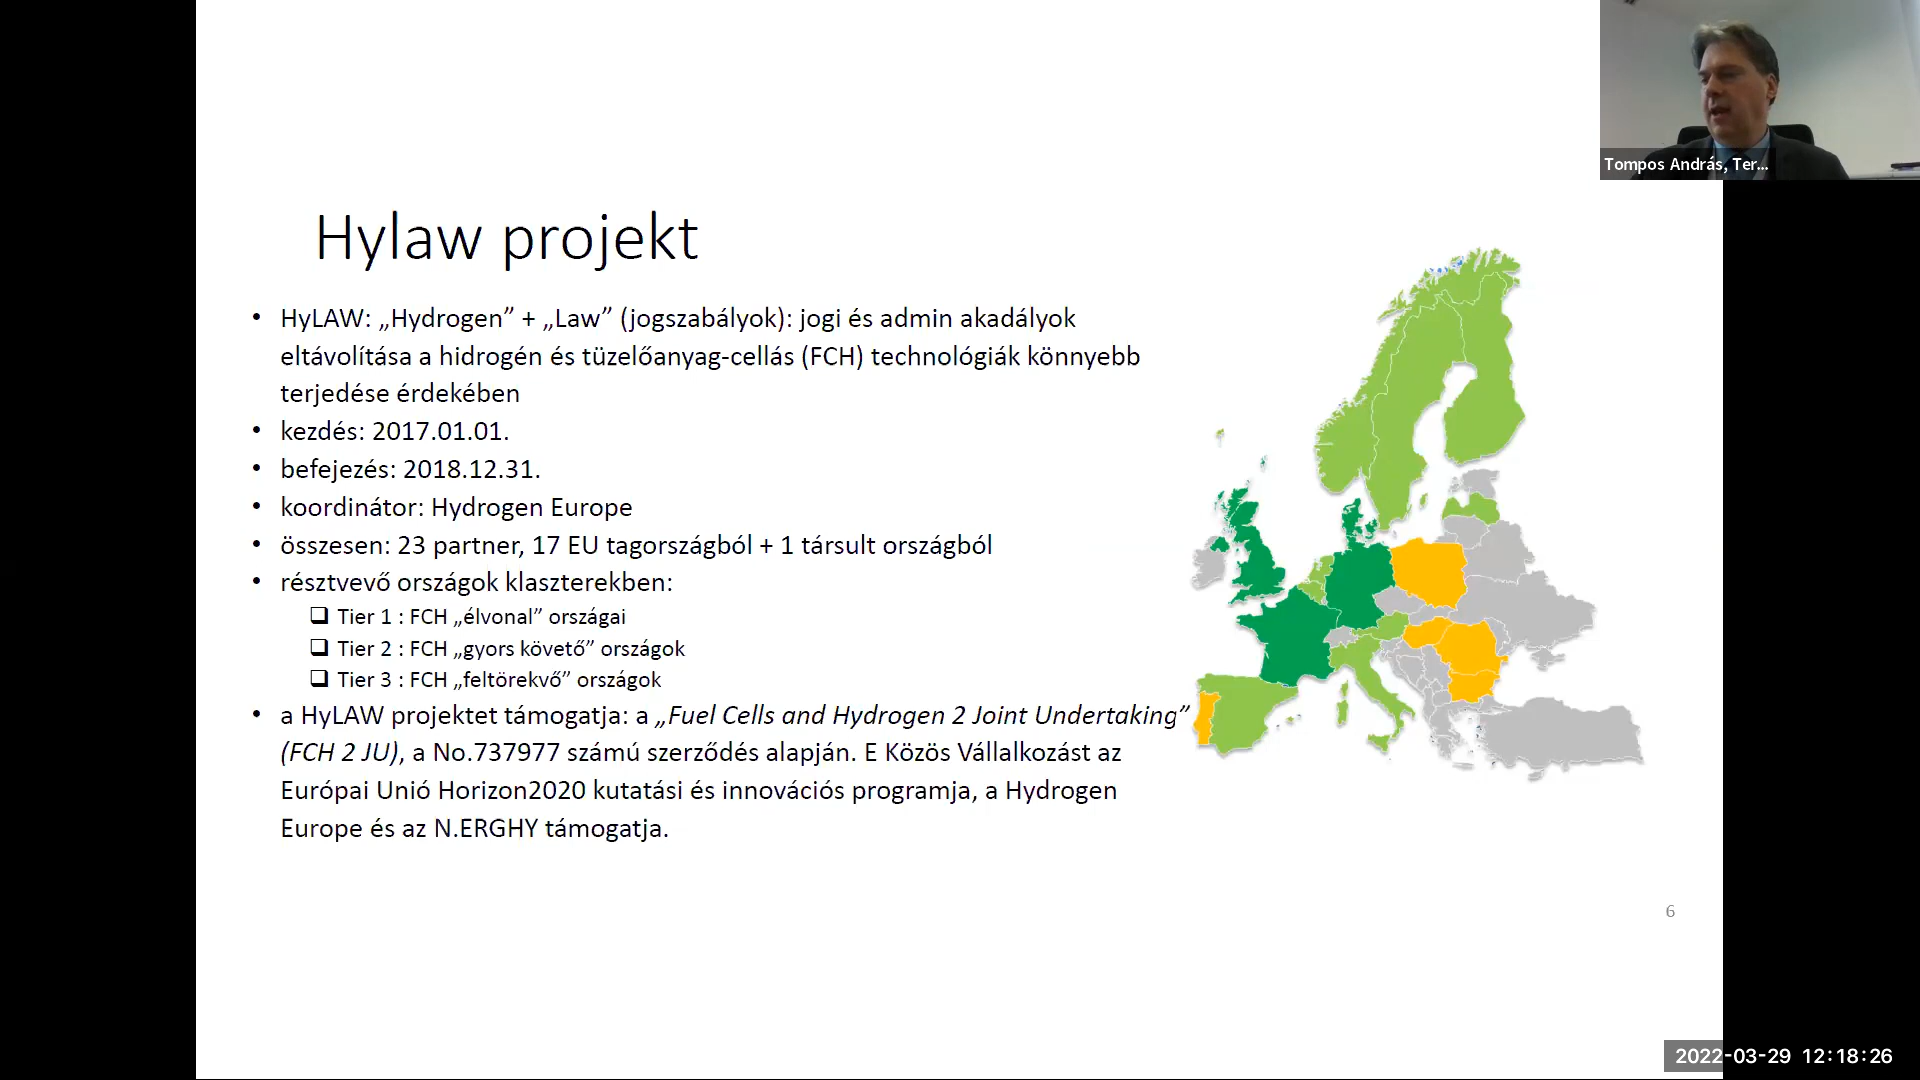 Tompos András, Ter...
Hylaw projekt
• HyLAW: „Hydrogen” + „Law” (jogszabályok): jogi és admin akadályok
eltávolítása a hidrogén és tüzelőanyag-cellás (FCH) technológiák könnyebb
terjedése érdekében
• kezdés: 2017.01.01.
• befejezés: 2018.12.31.
• koordinátor: Hydrogen Europe
• összesen: 23 partner, 17 EU tagországból + 1 társult országból
• résztvevő országok klaszterekben:
❑ Tier 1 : FCH „élvonal” országai
❑ Tier 2 : FCH „gyors követő” országok
❑ Tier 3 : FCH „feltörekvő” országok
• a HyLAW projektet támogatja: a „Fuel Cells and Hydrogen 2 Joint Undertaking”
(FCH 2 JU), a No.737977 számú szerződés alapján. E Közös Vállalkozást az
Európai Unió Horizon2020 kutatási és innovációs programja, a Hydrogen
Europe és az N.ERGHY támogatja.
6
2022-03-29 12:18:26